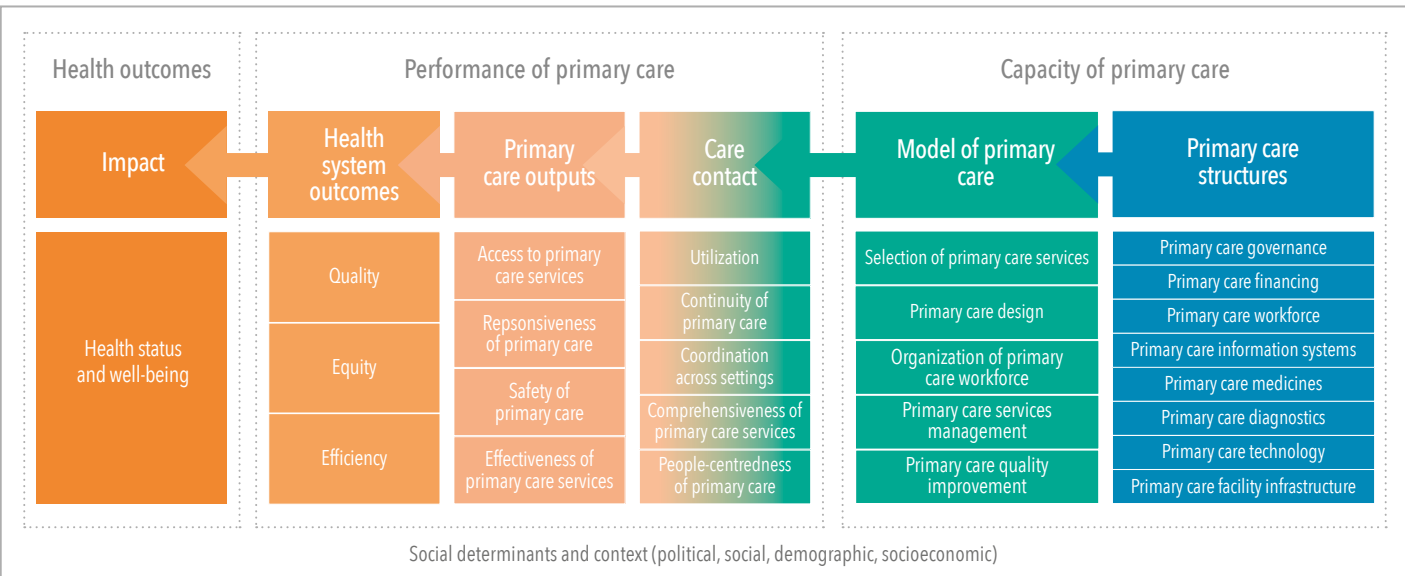 Health outcomes
Performance of primary care
Capacity of primary care
Impact
Health
system
outcomes
Primary
care outputs
Care
contact
Model of primary
care
Primary care
structures
Health status
and well-being
Quality
Equity
Efficiency
Access to primary
care services
Repsonsiveness
of primary care
Safety of
primary care
Effectiveness of
primary care services
Utilization
Continuity of
primary care
Coordination
across settings
Comprehensiveness of
primary care services
People-centredness
of primary care
Selection of primary care services
Primary care design
Organization of primary
care workforce
Primary care services
management
Primary care quality
improvement
Primary care governance
Primary care financing
Primary care workforce
Primary care information systems
Primary care medicines
Primary care diagnostics
Primary care technology
Primary care facility infrastructure
Social determinants and context (political, social, demographic, socioeconomic)